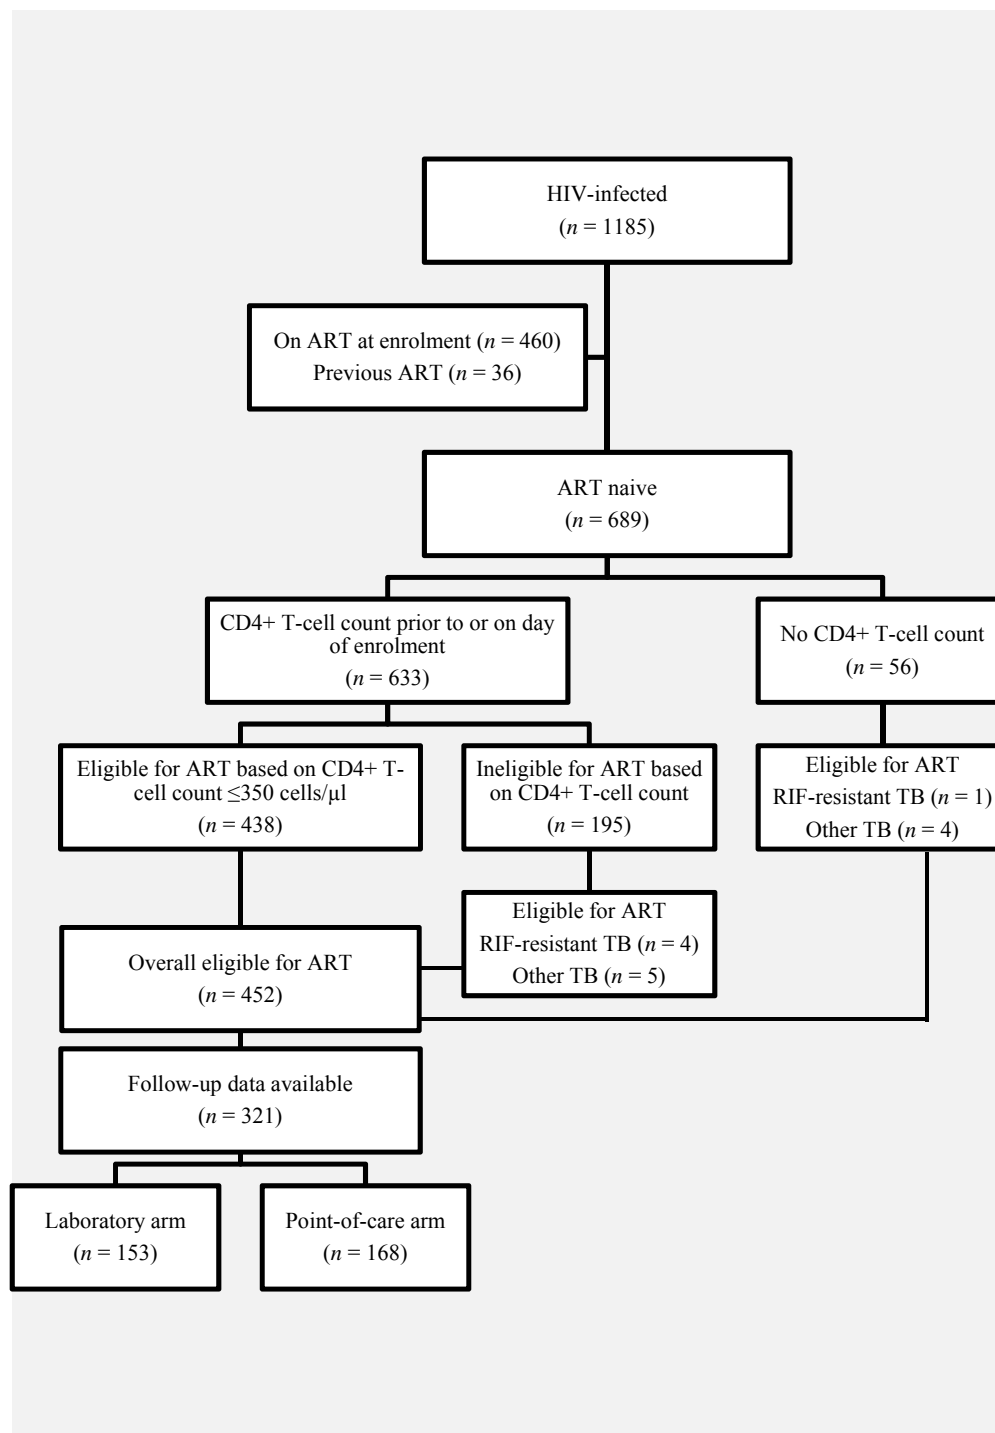 HIV-infected
(n = 1185)
On ART at enrolment (n = 460)
Previous ART (n = 36)
ART naive
(n = 689)
CD4+ T-cell count prior to or on day
of enrolment
(n = 633)
No CD4+ T-cell count
(n = 56)
Eligible for ART based on CD4+ T-
cell count ≤350 cells/µl
(n = 438)
Ineligible for ART based
on CD4+ T-cell count
(n = 195)
Eligible for ART
RIF-resistant TB (n = 1)
Other TB (n = 4)
Eligible for ART
RIF-resistant TB (n = 4)
Other TB (n = 5)
Overall eligible for ART
(n = 452)
Follow-up data available
(n = 321)
Laboratory arm
(n = 153)
Point-of-care arm
(n = 168)